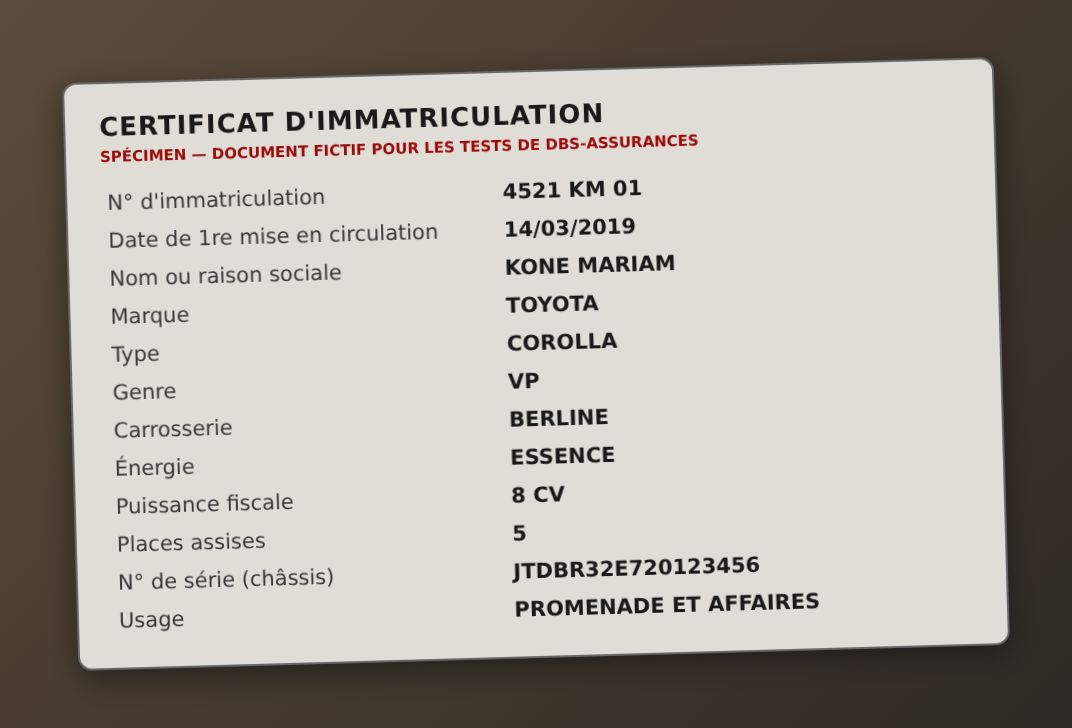 CERTIFICAT D'IMMATRICULATION
SPÉCIMEN — DOCUMENT FICTIF POUR LES TESTS DE DBS-ASSURANCES
N° d'immatriculation 4521 KM 01
Date de 1re mise en circulation 14/03/2019
Nom ou raison sociale KONE MARIAM
Marque TOYOTA
Type COROLLA
Genre VP
Carrosserie BERLINE
Énergie ESSENCE
Puissance fiscale 8 CV
Places assises 5
N° de série (châssis) JTDBR32E720123456
Usage PROMENADE ET AFFAIRES